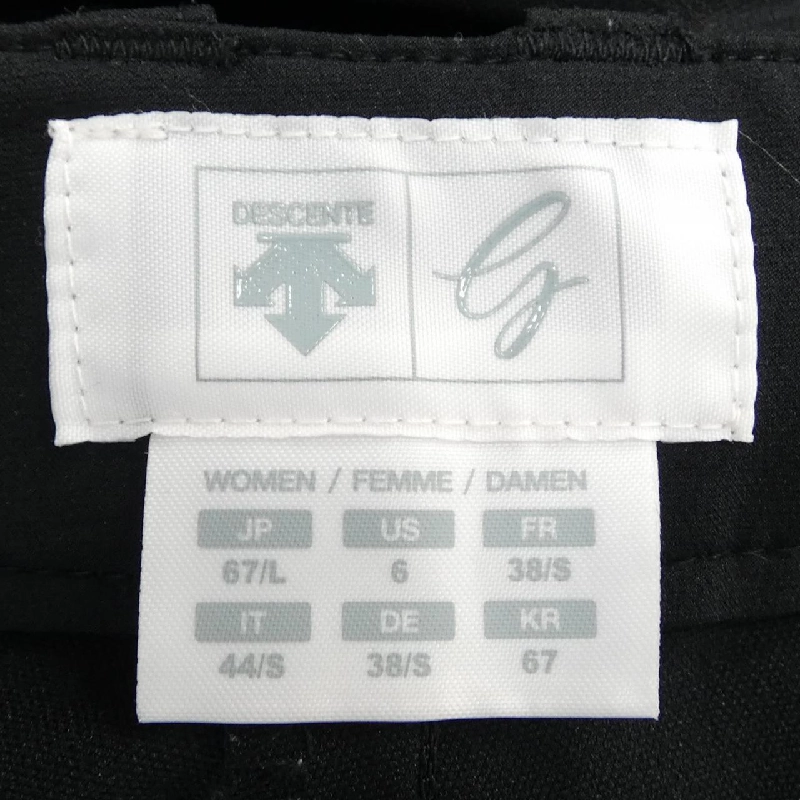 DESCENTE
G
WOMEN / FEMME / DAMEN
JP US FR
67/L 6 38/S
IT DE KR
44/S 38/S 67